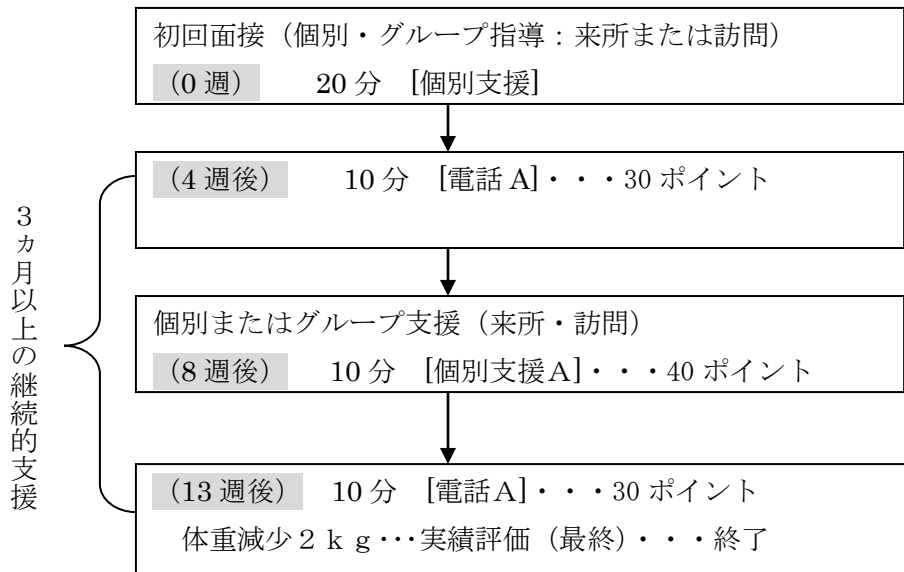 初回面接（個別・グループ指導：来所または訪問）
（0 週）　20 分　[個別支援]
（4 週後）　10 分　[電話 A]・・・30 ポイント
個別またはグループ支援（来所・訪問）
（8 週後）　10 分　[個別支援Ａ]・・・40 ポイント
（13 週後）　10 分　[電話Ａ]・・・30 ポイント
体重減少２ｋｇ…実績評価（最終）・・・終了
３ヵ月以上の継続的支援